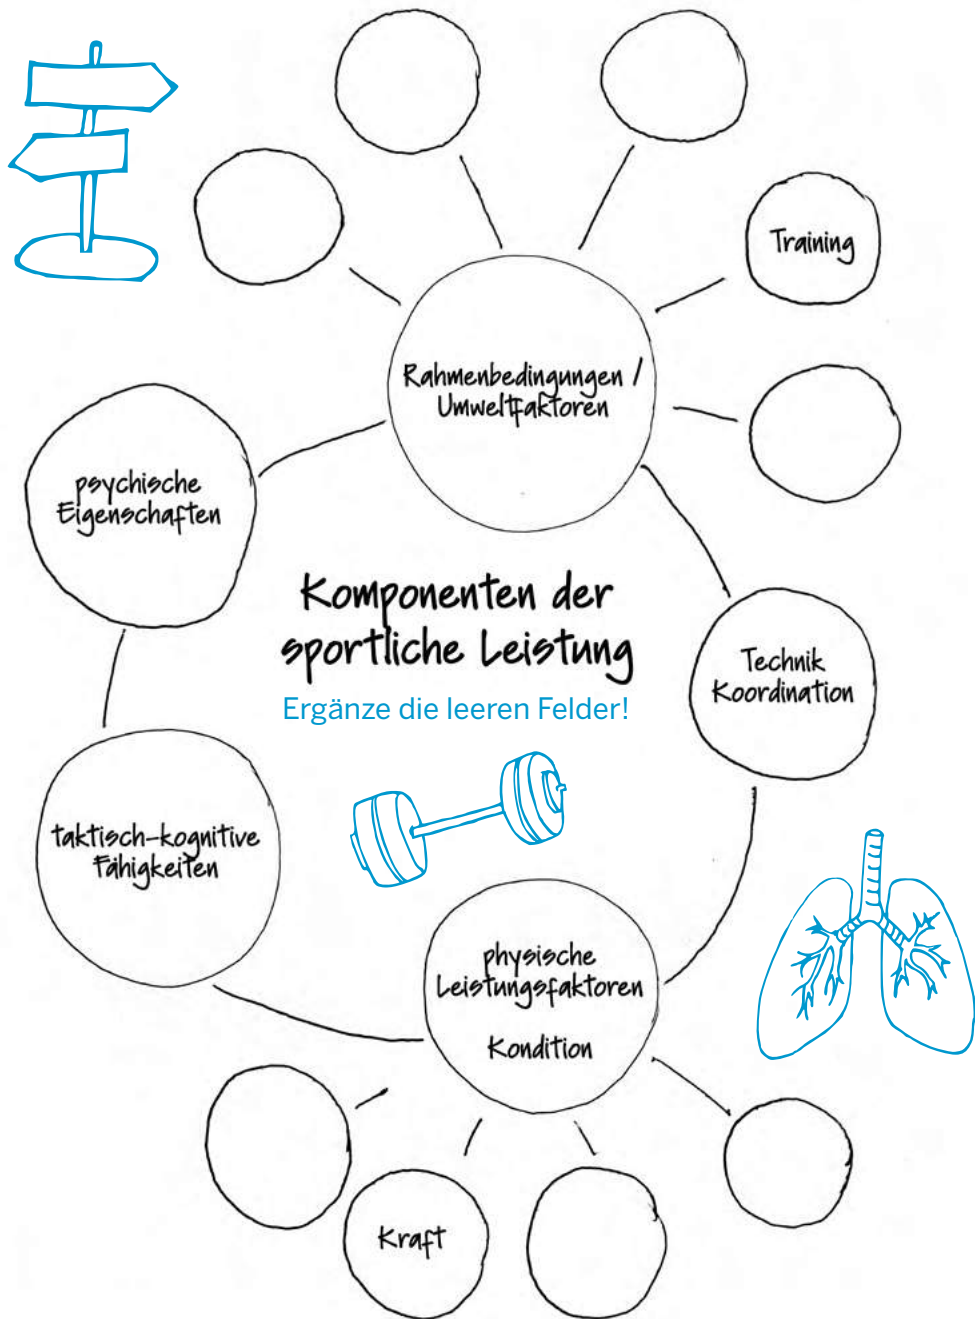 Training
Rahmenbedingungen /
Umweltfaktoren
psychische
Eigenschaften
Komponenten der
sportliche Leistung
Ergänze die leeren Felder!
Technik
Koordination
taktisch-kognitive
Fähigkeiten
physische
Leistungsfaktoren
Kondition
Kraft